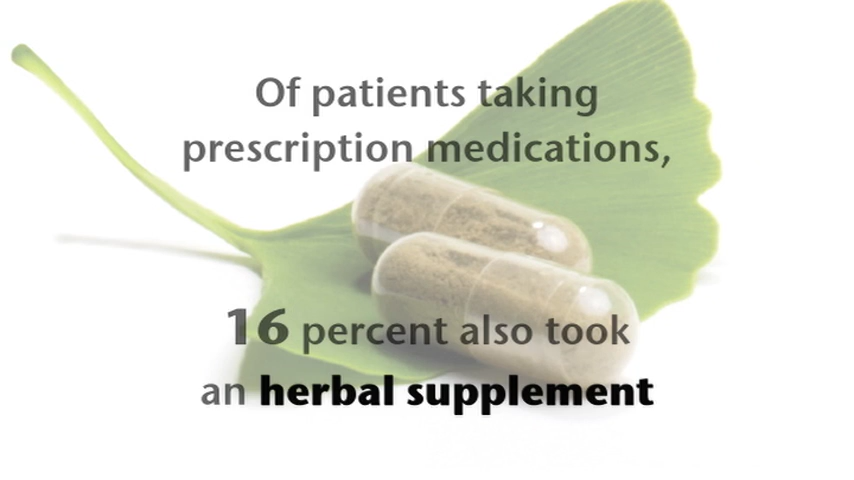 Of patients taking
prescription medications,
16 percent also took
an herbal supplement